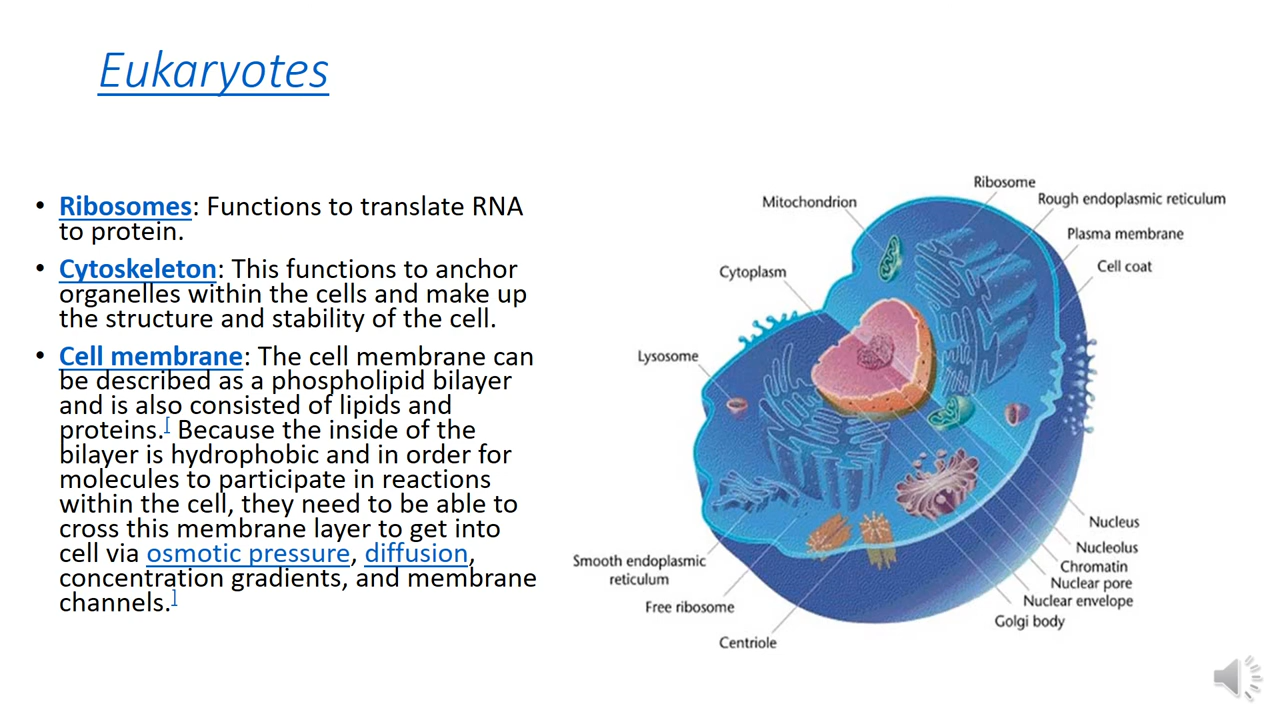 Eukaryotes
• Ribosomes: Functions to translate RNA
to protein.
• Cytoskeleton: This functions to anchor
organelles within the cells and make up
the structure and stability of the cell.
• Cell membrane: The cell membrane can
be described as a phospholipid bilayer
and is also consisted of lipids and
proteins.[ Because the inside of the
bilayer is hydrophobic and in order for
molecules to participate in reactions
within the cell, they need to be able to
cross this membrane layer to get into
cell via osmotic pressure, diffusion,
concentration gradients, and membrane
channels.]
Ribosome
Mitochondrion
Rough endoplasmic reticulum
Plasma membrane
Cell coat
Cytoplasm
Lysosome
Nucleus
Nucleolus
Chromatin
Nuclear pore
Nuclear envelope
Golgi body
Smooth endoplasmic
reticulum
Free ribosome
Centriole